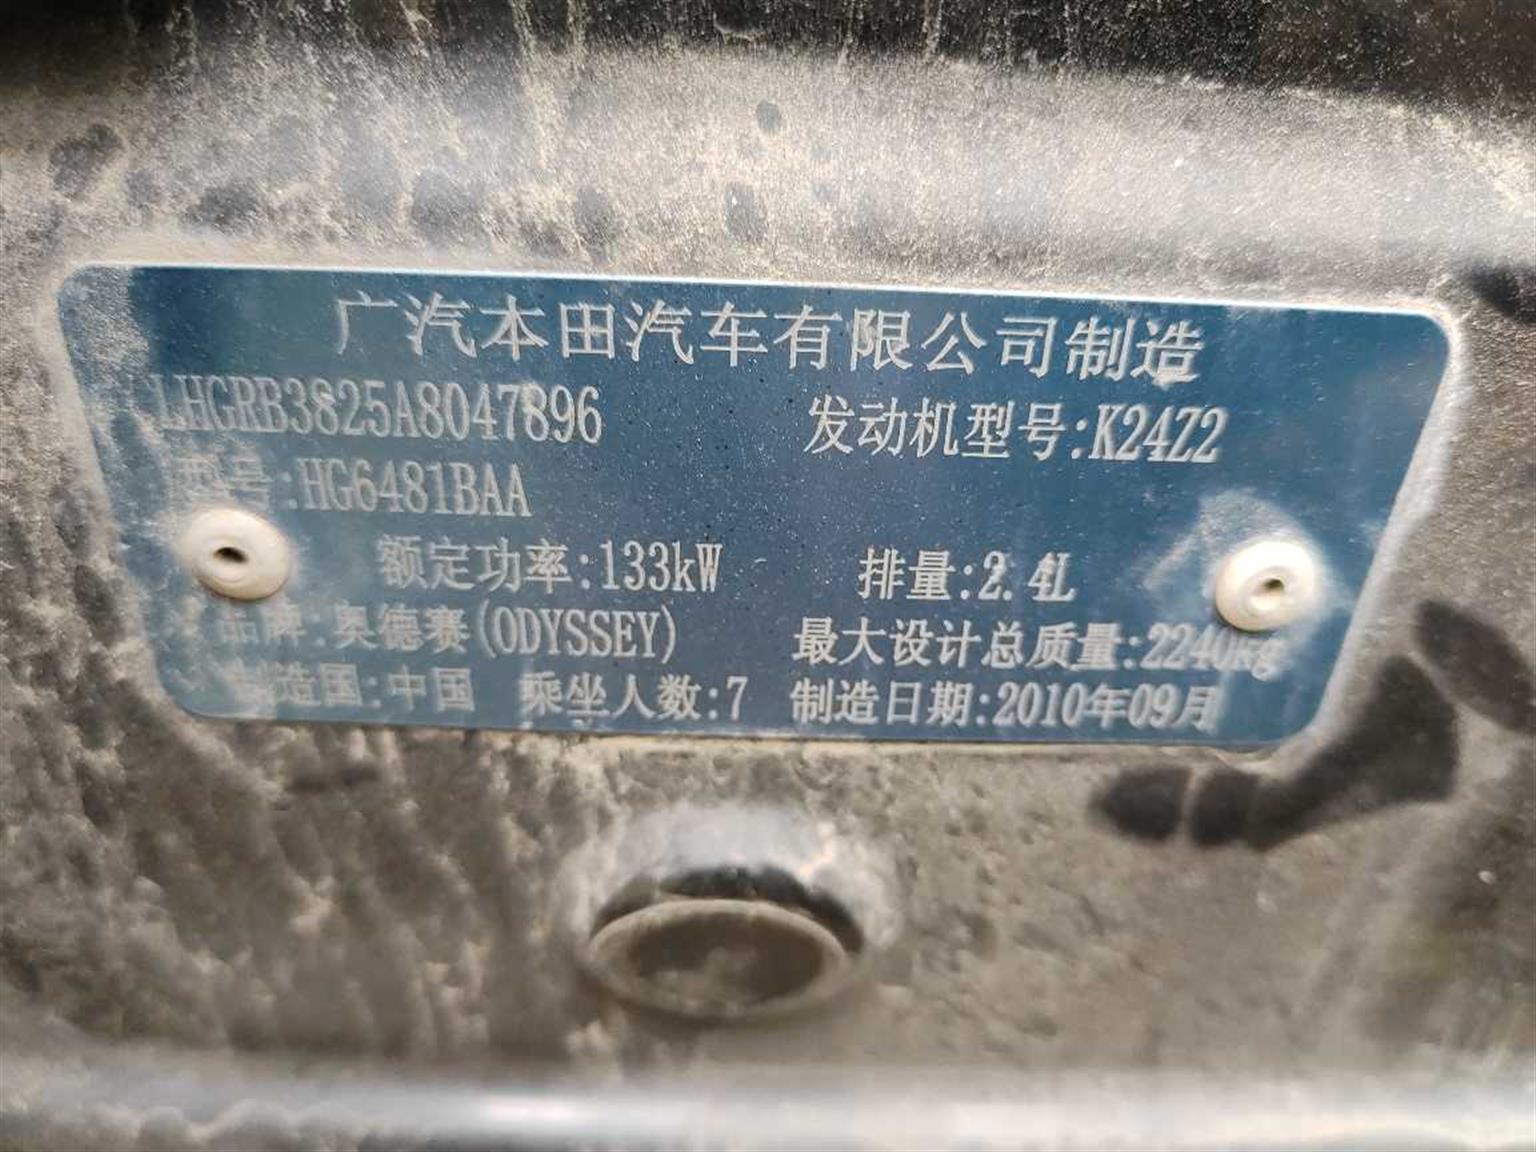 广汽本田汽车有限公司制造
LHGRB3825A8047896 发动机型号:K24Z2
型号:HG6481BAA
额定功率:133kW 排量:2.4L
品牌:奥德赛(ODYSSEY) 最大设计总质量:2240kg
制造国:中国 乘坐人数:7 制造日期:2010年09月